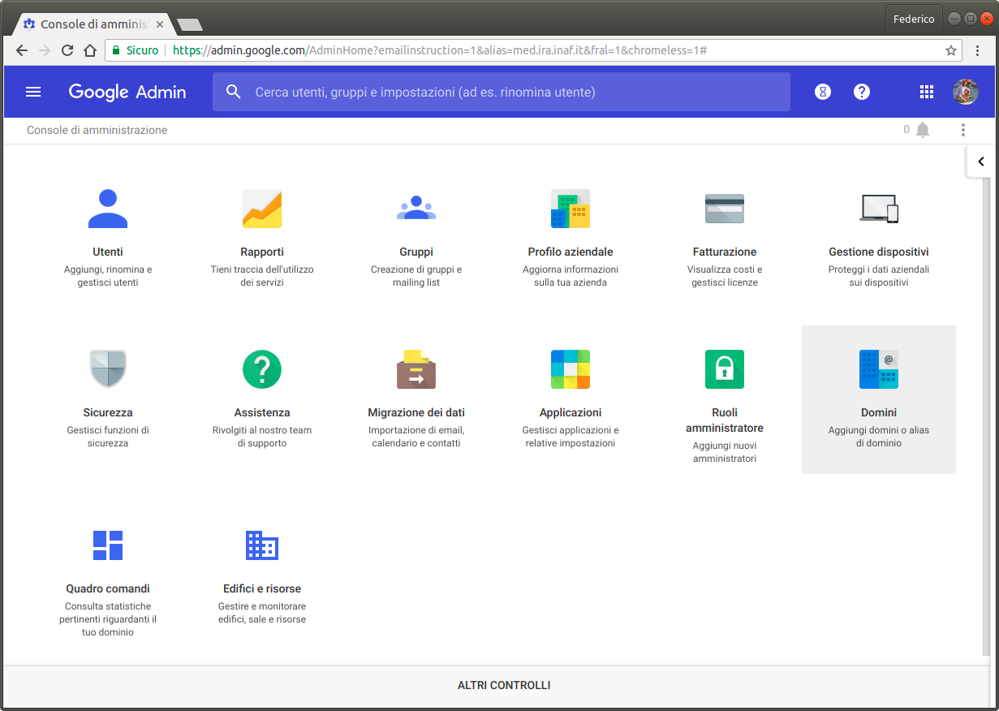 Console di amminis
Federico
Sicuro
https://admin.google.com/AdminHome?emailinstruction=1&alias=med.ira.inaf.it&fral=1&chromeless=1#
Google Admin
Cerca utenti, gruppi e impostazioni (ad es. rinomina utente)
?
Console di amministrazione
0
Utenti
Aggiungi, rinomina e
gestisci utenti
Rapporti
Tieni traccia dell'utilizzo
dei servizi
Gruppi
Creazione di gruppi e
mailing list
Profilo aziendale
Aggiorna informazioni
sulla tua azienda
Fatturazione
Visualizza costi e
gestisci licenze
Gestione dispositivi
Proteggi i dati aziendali
sui dispositivi
Sicurezza
Gestisci funzioni di
sicurezza
?
Assistenza
Rivolgiti al nostro team
di supporto
Migrazione dei dati
Importazione di email,
calendario e contatti
Applicazioni
Gestisci applicazioni e
relative impostazioni
Ruoli
amministratore
Aggiungi nuovi
amministratori
@
Domini
Aggiungi domini o alias
di dominio
Quadro comandi
Consulta statistiche
pertinenti riguardanti il
tuo dominio
Edifici e risorse
Gestire e monitorare
edifici, sale e risorse
ALTRI CONTROLLI